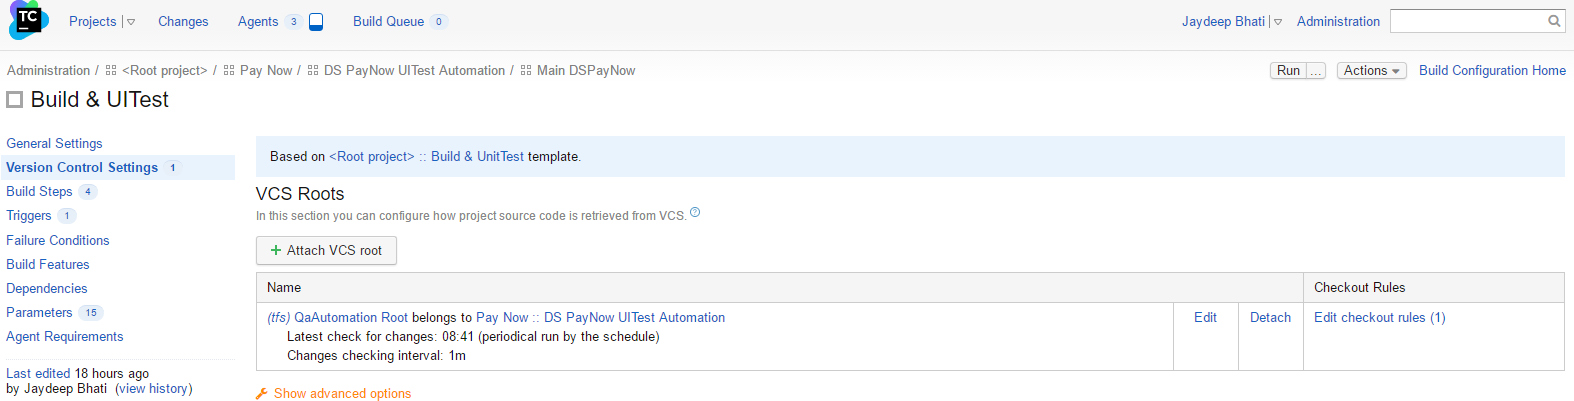 TC
Projects Changes Agents 3 Build Queue 0 Jaydeep Bhati Administration
Administration / <Root project> / Pay Now / DS PayNow UITest Automation / Main DSPayNow Run ... Actions Build Configuration Home
Build & UITest
General Settings
Version Control Settings 1
Build Steps 4
Triggers 1
Failure Conditions
Build Features
Dependencies
Parameters 15
Agent Requirements
Last edited 18 hours ago
by Jaydeep Bhati (view history)
Based on <Root project> :: Build & UnitTest template.
VCS Roots
In this section you can configure how project source code is retrieved from VCS. ?
+ Attach VCS root
Name Checkout Rules
(tfs) QaAutomation Root belongs to Pay Now :: DS PayNow UITest Automation Edit Detach Edit checkout rules (1)
Latest check for changes: 08:41 (periodical run by the schedule)
Changes checking interval: 1m
Show advanced options